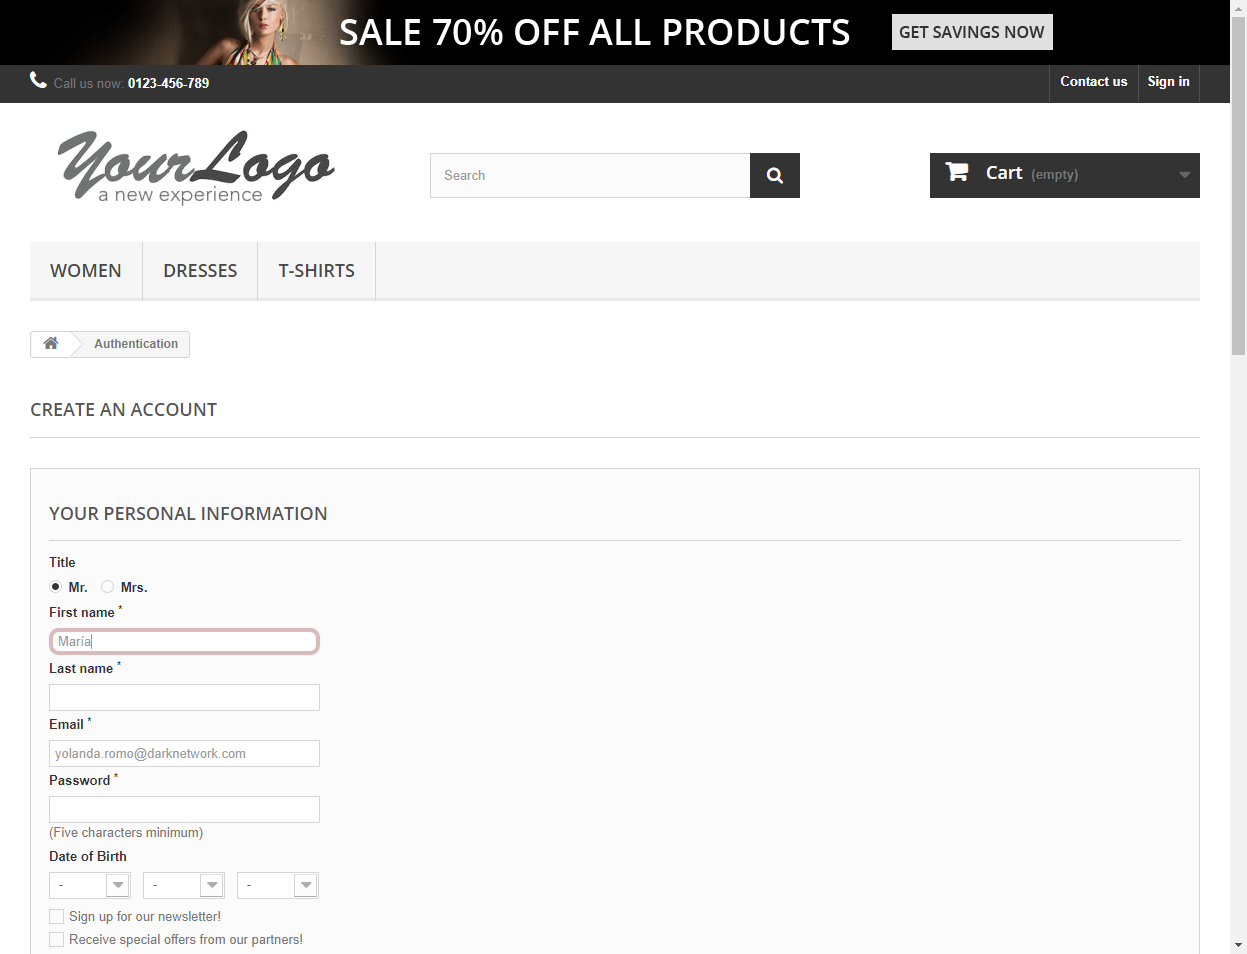 SALE 70% OFF ALL PRODUCTS GET SAVINGS NOW
Call us now: 0123-456-789 Contact us Sign in
YourLogo
a new experience
Search
Cart (empty)
WOMEN DRESSES T-SHIRTS
Authentication
CREATE AN ACCOUNT
YOUR PERSONAL INFORMATION
Title
Mr. Mrs.
First name *
María
Last name *
Email *
yolanda.romo@darknetwork.com
Password *
(Five characters minimum)
Date of Birth
- - -
Sign up for our newsletter!
Receive special offers from our partners!